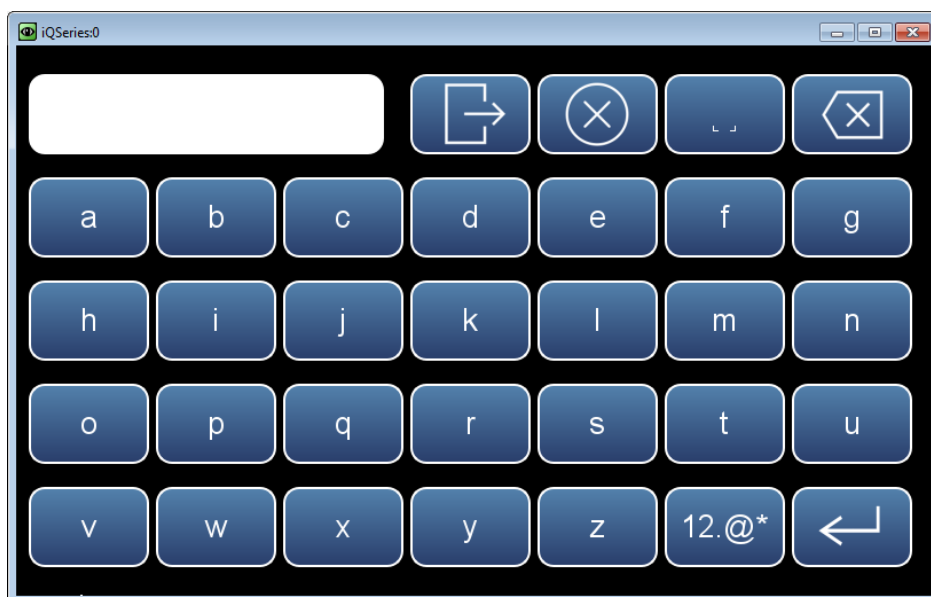 iQSeries:0
a b c d e f g
h i j k l m n
o p q r s t u
v w x y z 12.@*